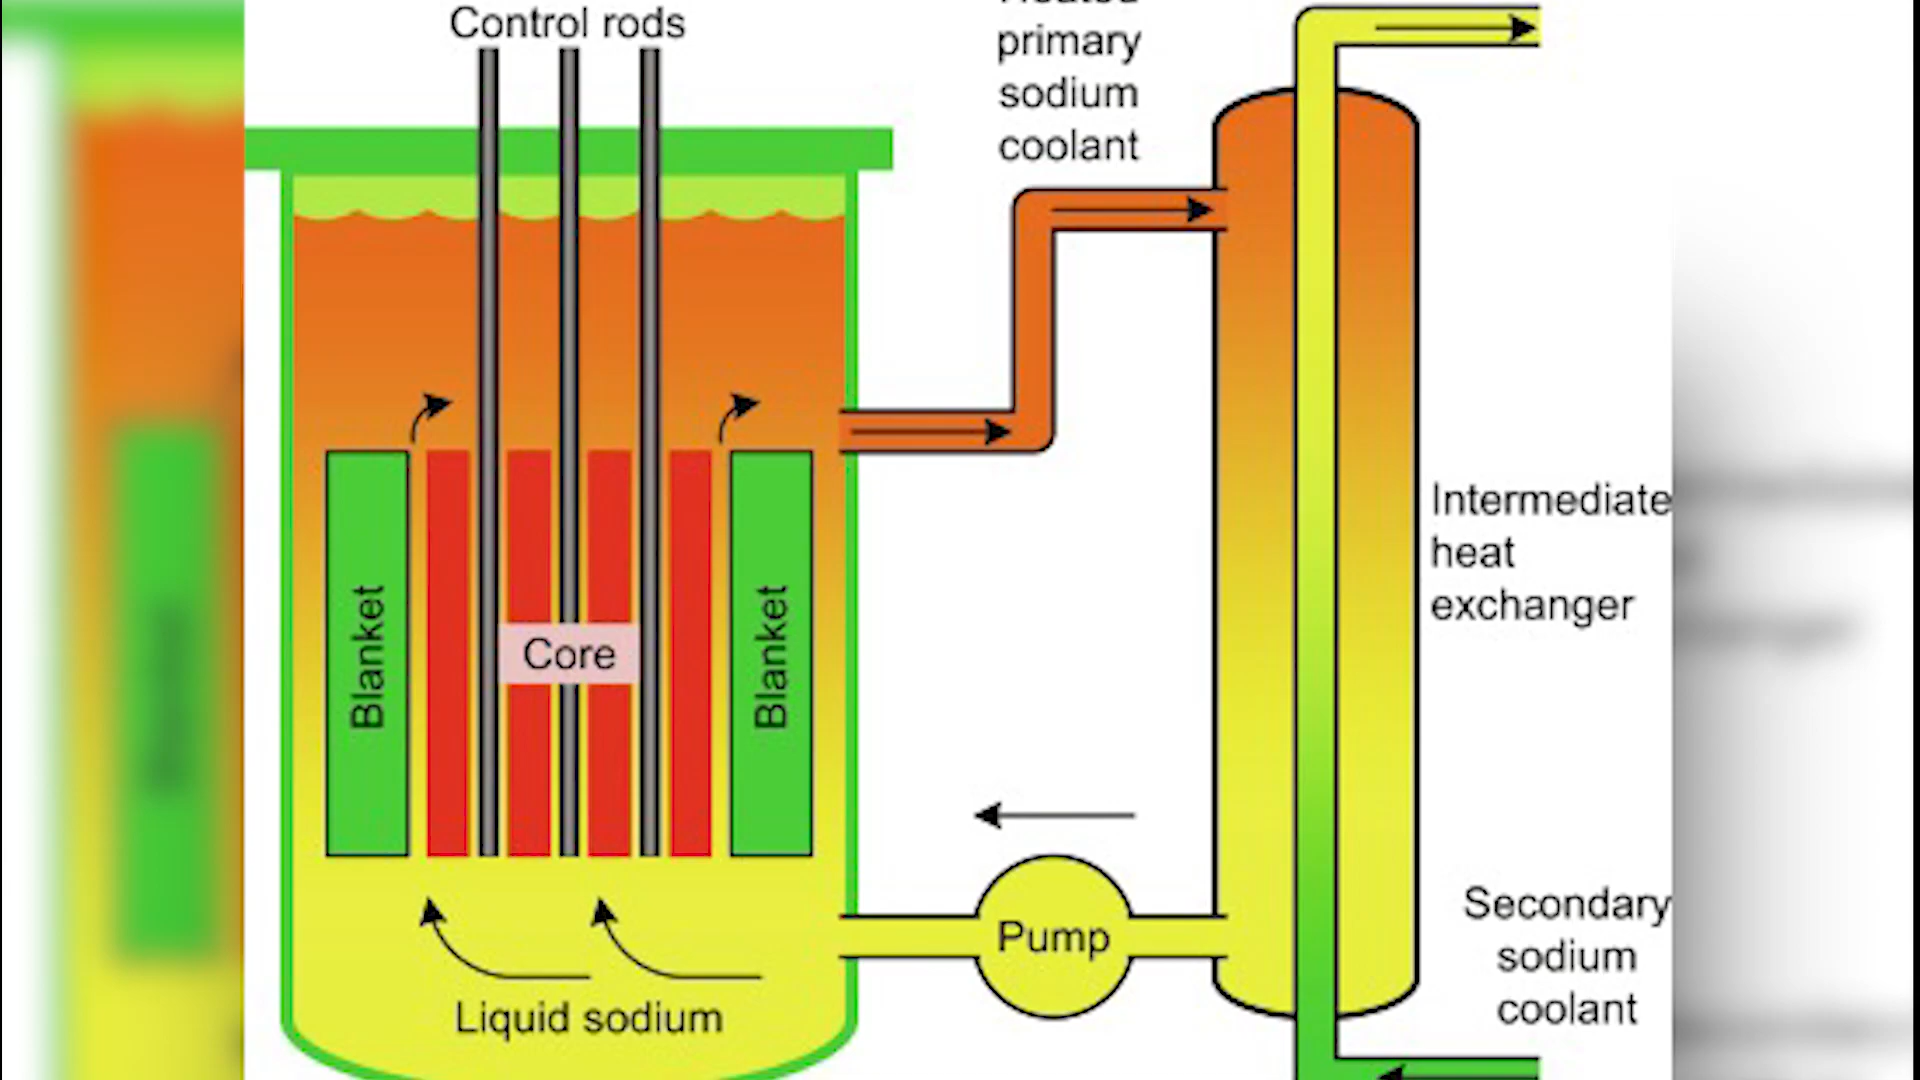 Control rods
primary
sodium
coolant
Intermediate
heat
exchanger
Blanket
Core
Blanket
Pump
Secondary
sodium
coolant
Liquid sodium